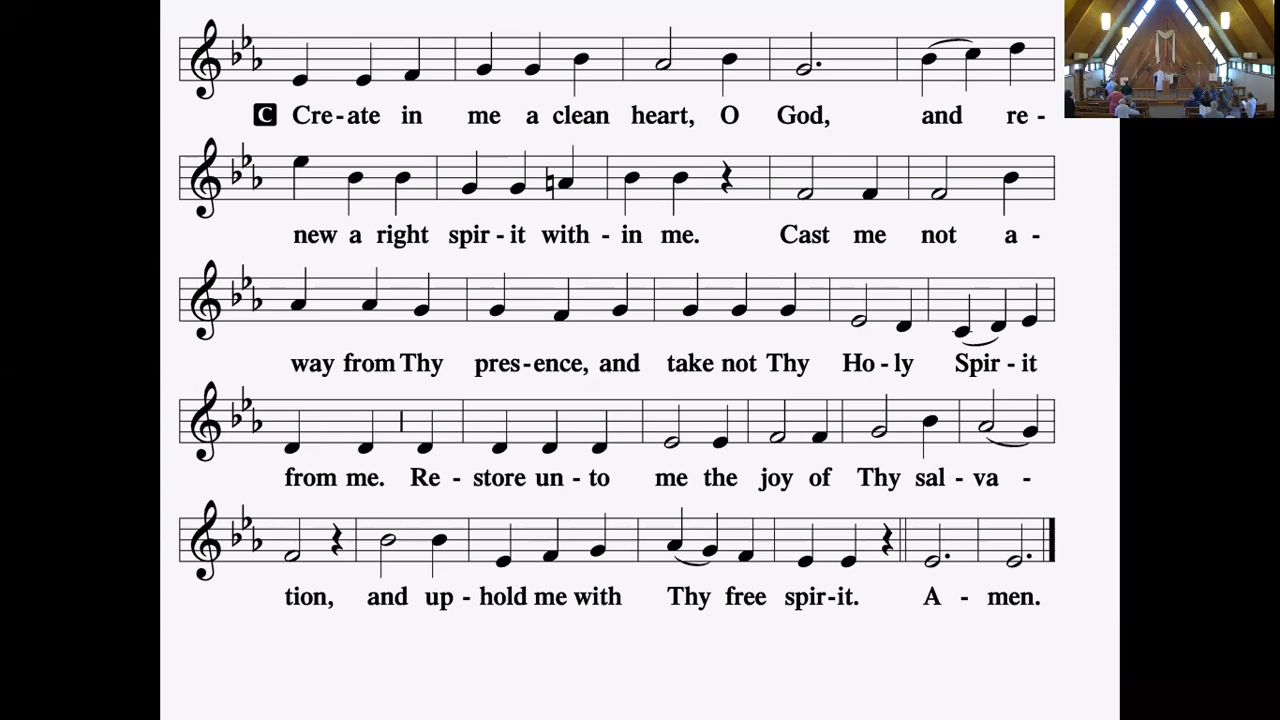 C Cre-ate in me a clean heart, O God, and re-
new a right spir-it with-in me. Cast me not a-
way from Thy pres-ence, and take not Thy Ho-ly Spir-it
from me. Re-store un-to me the joy of Thy sal-va-
tion, and up-hold me with Thy free spir-it. A-men.